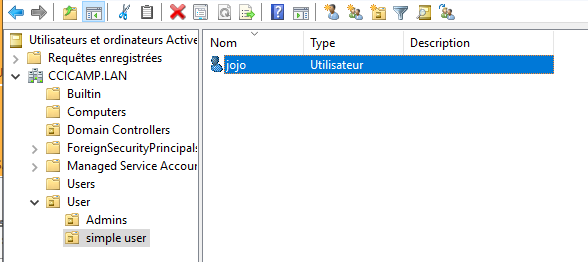 Utilisateurs et ordinateurs Active
Requêtes enregistrées
CCICAMP.LAN
Builtin
Computers
Domain Controllers
ForeignSecurityPrincipals
Managed Service Accoun
Users
User
Admins
simple user
Nom Type Description
jojo Utilisateur